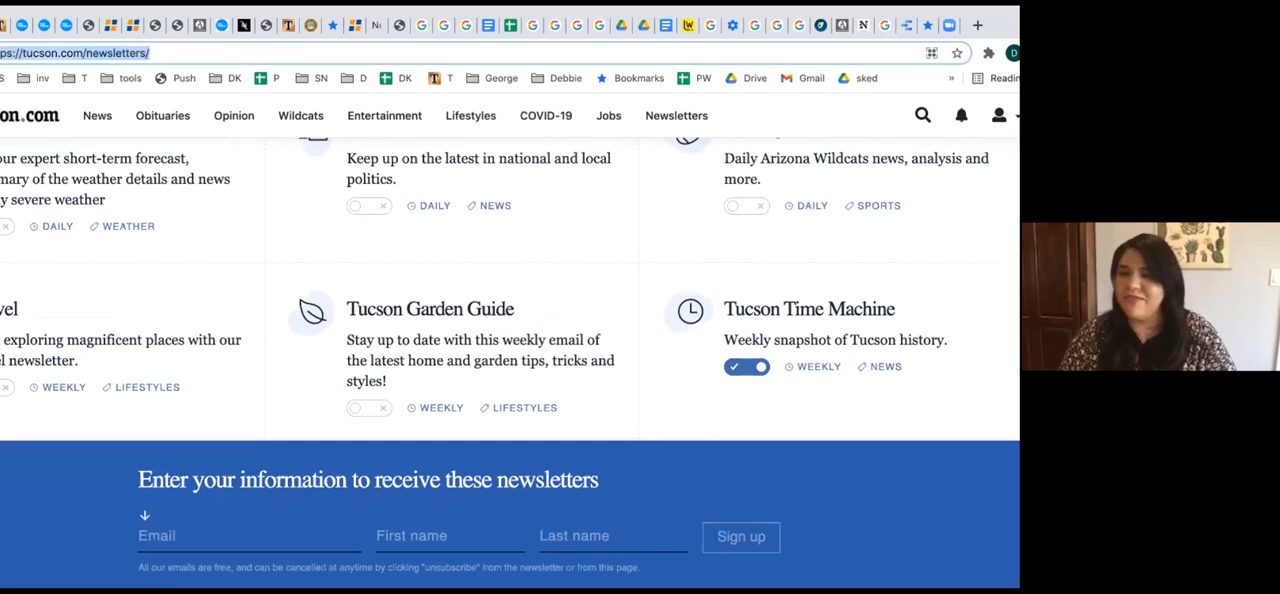 ps://tucson.com/newsletters/
inv T tools Push DK P SN D DK T George Debbie Bookmarks PW Drive Gmail sked » Readin
on.com News Obituaries Opinion Wildcats Entertainment Lifestyles COVID-19 Jobs Newsletters
our expert short-term forecast,
mary of the weather details and news
y severe weather
DAILY WEATHER
Keep up on the latest in national and local
politics.
DAILY NEWS
Daily Arizona Wildcats news, analysis and
more.
DAILY SPORTS
vel
exploring magnificent places with our
el newsletter.
WEEKLY LIFESTYLES
Tucson Garden Guide
Stay up to date with this weekly email of
the latest home and garden tips, tricks and
styles!
WEEKLY LIFESTYLES
Tucson Time Machine
Weekly snapshot of Tucson history.
WEEKLY NEWS
Enter your information to receive these newsletters
Email First name Last name Sign up
All our emails are free, and can be cancelled at anytime by clicking "unsubscribe" from the newsletter or from this page.